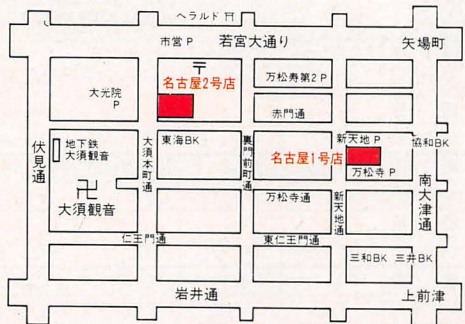 ヘラルド
市営P
若宮大通り
矢場町
名古屋2号店
万松寿第2P
大光院
P
赤門通
伏見通
地下鉄
大須観音
大須本町通
東海BK
裏門前町通
新天地P
協和BK
名古屋1号店
万松寺P
大須観音
万松寺通
新天地通
南大津通
仁王門通
東仁王門通
三和BK
三井BK
岩井通
上前津